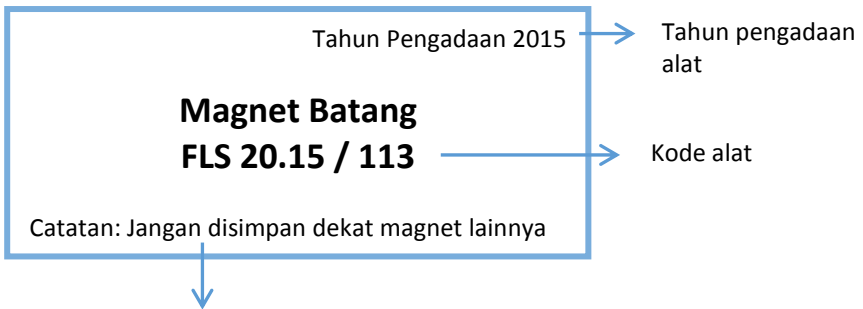 Tahun Pengadaan 2015
Tahun pengadaan
alat
Magnet Batang
FLS 20.15 / 113
Kode alat
Catatan: Jangan disimpan dekat magnet lainnya